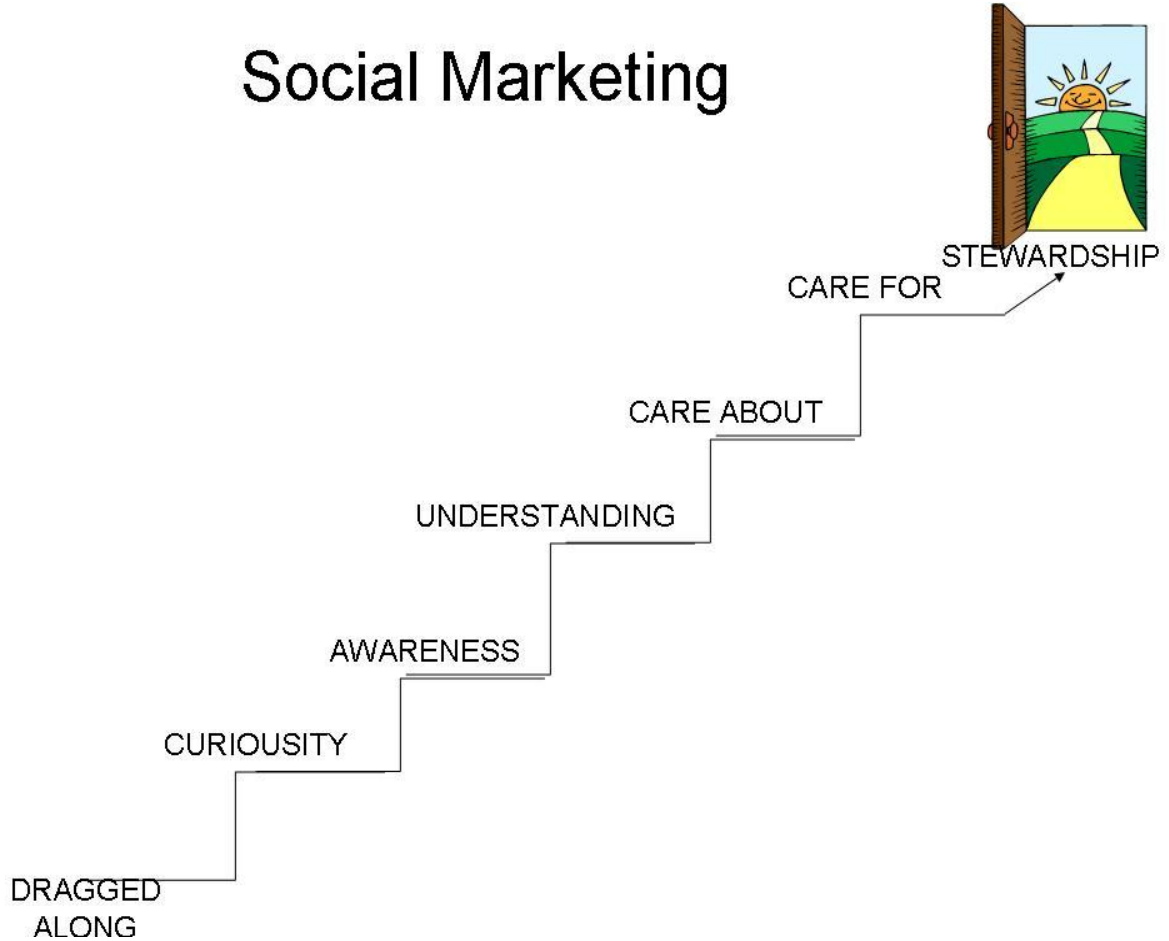 Social Marketing
STEWARDSHIP
CARE FOR
CARE ABOUT
UNDERSTANDING
AWARENESS
CURIOUSITY
DRAGGED
ALONG